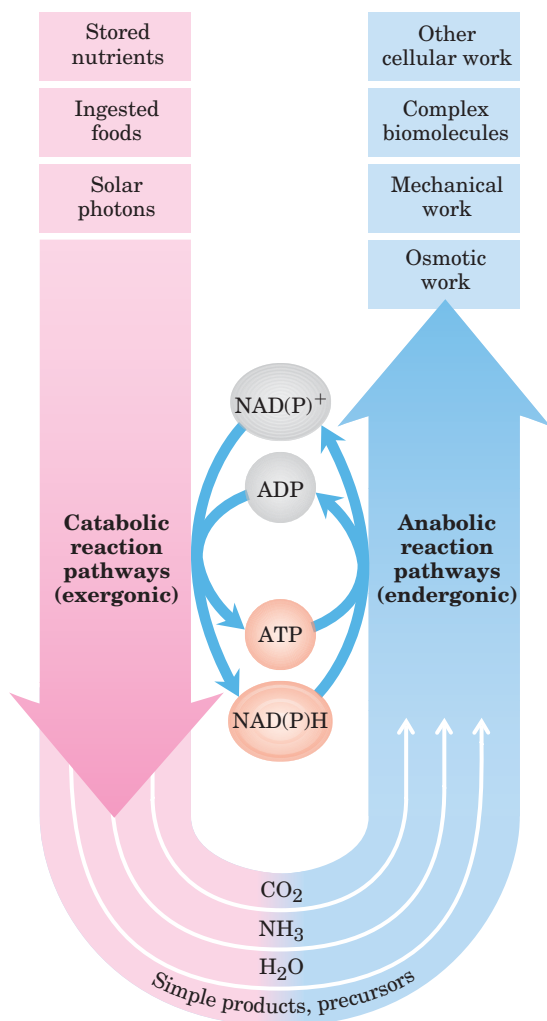 Stored
nutrients
Ingested
foods
Solar
photons
Other
cellular work
Complex
biomolecules
Mechanical
work
Osmotic
work
NAD(P)⁺
ADP
Catabolic
reaction
pathways
(exergonic)
Anabolic
reaction
pathways
(endergonic)
ATP
NAD(P)H
CO₂
NH₃
H₂O
Simple products, precursors